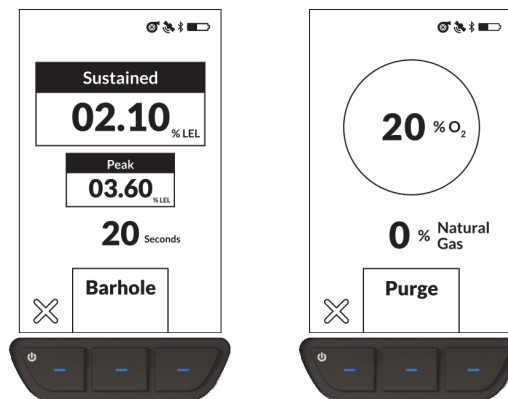 Sustained
02.10 % LEL
Peak
03.60 % LEL
20 Seconds
Barhole
20 % O₂
0 % Natural
Gas
Purge